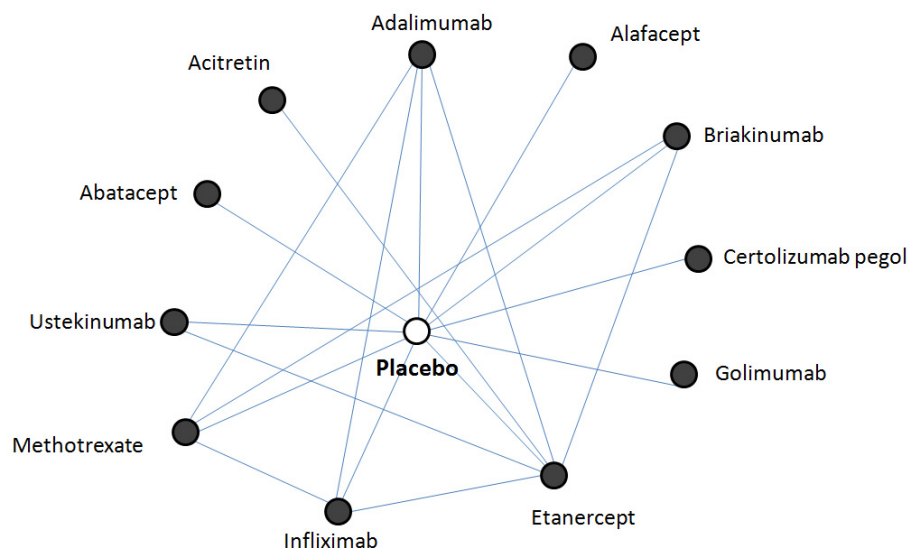 Adalimumab
Alafacept
Acitretin
Briakinumab
Abatacept
Certolizumab pegol
Ustekinumab
Placebo
Golimumab
Methotrexate
Etanercept
Infliximab